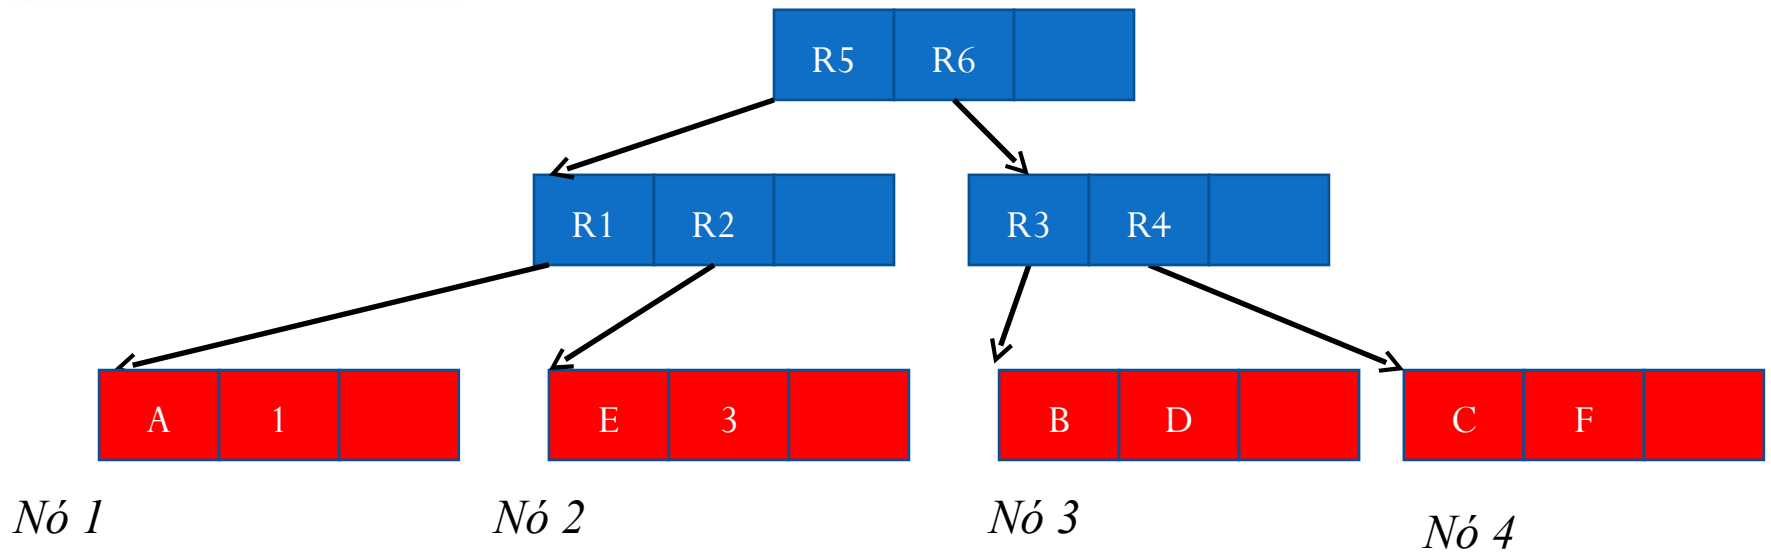 R5 R6
R1 R2
R3 R4
A 1
E 3
B D
C F
Nó 1
Nó 2
Nó 3
Nó 4